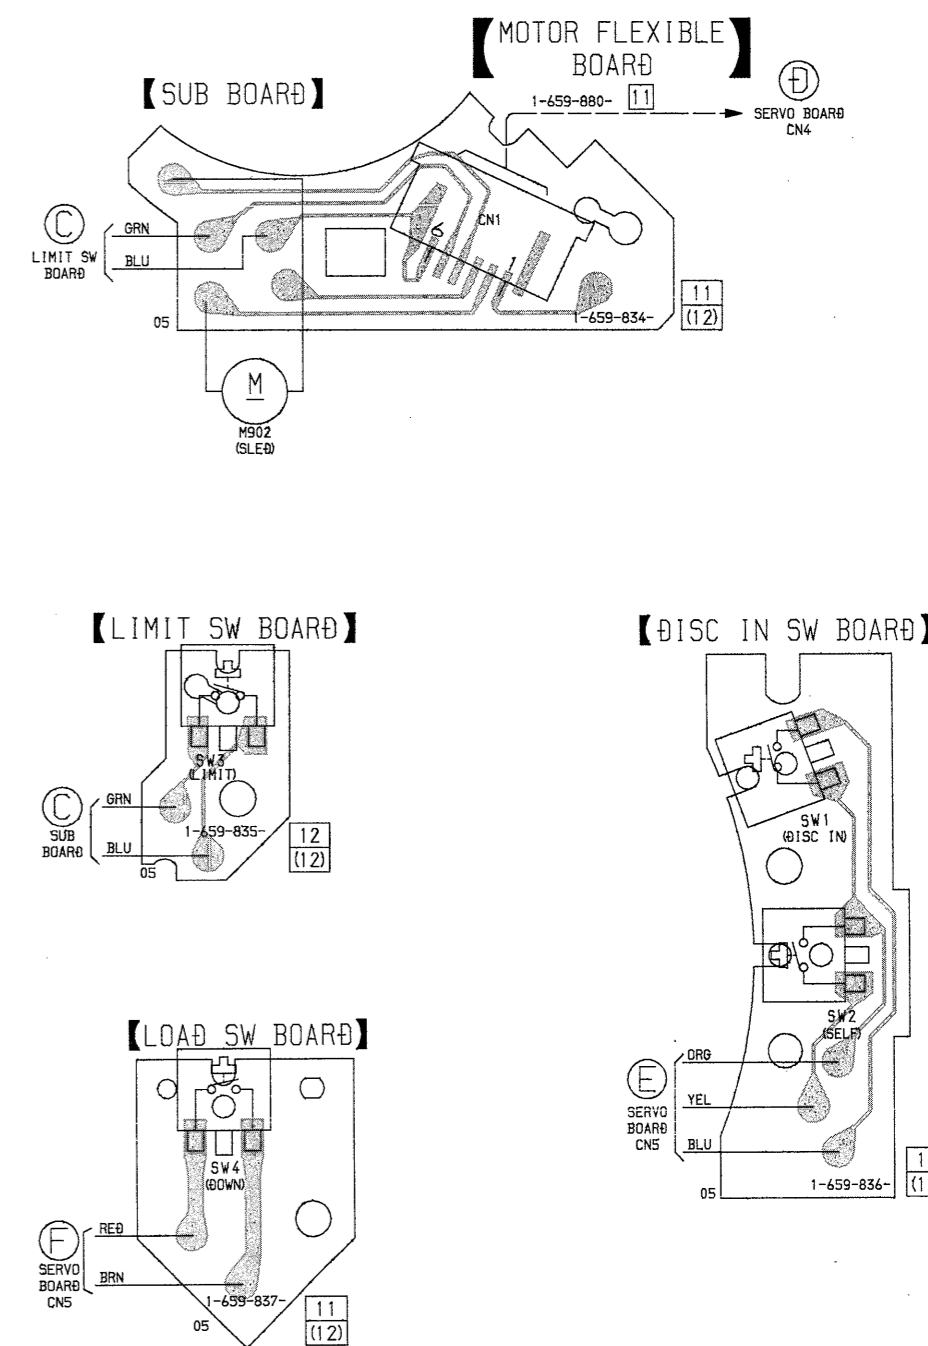 【MOTOR FLEXIBLE
BOARD】
【SUB BOARD】
1-659-880- 11
D
SERVO BOARD
CN4
C
LIMIT SW
BOARD
GRN
BLU
CN1
6
1
05
1-659-834-
11
(12)
M
M902
(SLED)
【LIMIT SW BOARD】
SW3
(LIMIT)
C
SUB
BOARD
GRN
BLU
1-659-835-
05
12
(12)
【DISC IN SW BOARD】
SW1
(DISC IN)
SW2
(SELF)
E
SERVO
BOARD
CN5
ORG
YEL
BLU
05
1-659-836-
【LOAD SW BOARD】
SW4
(DOWN)
F
SERVO
BOARD
CN5
RED
BRN
1-659-837-
05
11
(12)